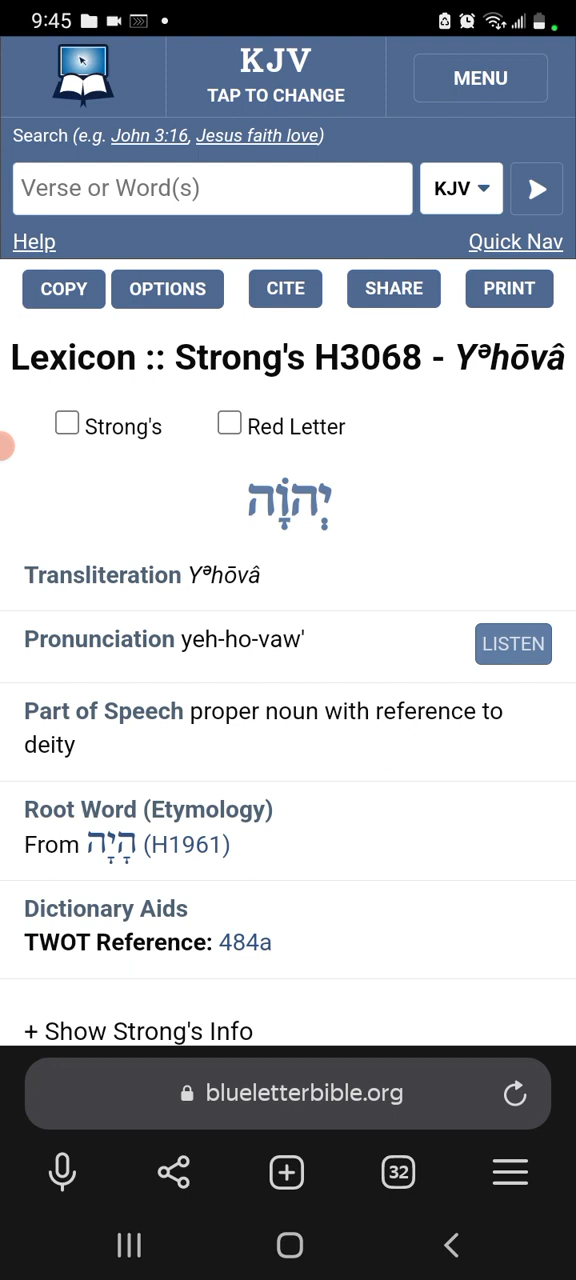 9:45
KJV
TAP TO CHANGE
MENU
Search (e.g. John 3:16, Jesus faith love)
Verse or Word(s)
KJV
Help
Quick Nav
COPY
OPTIONS
CITE
SHARE
PRINT
Lexicon :: Strong's H3068 - Yᵊhōvâ
Strong's
Red Letter
יְהֹוָה
Transliteration Yᵊhōvâ
Pronunciation yeh-ho-vaw'
LISTEN
Part of Speech proper noun with reference to
deity
Root Word (Etymology)
From הָיָה (H1961)
Dictionary Aids
TWOT Reference: 484a
+ Show Strong's Info
blueletterbible.org
32